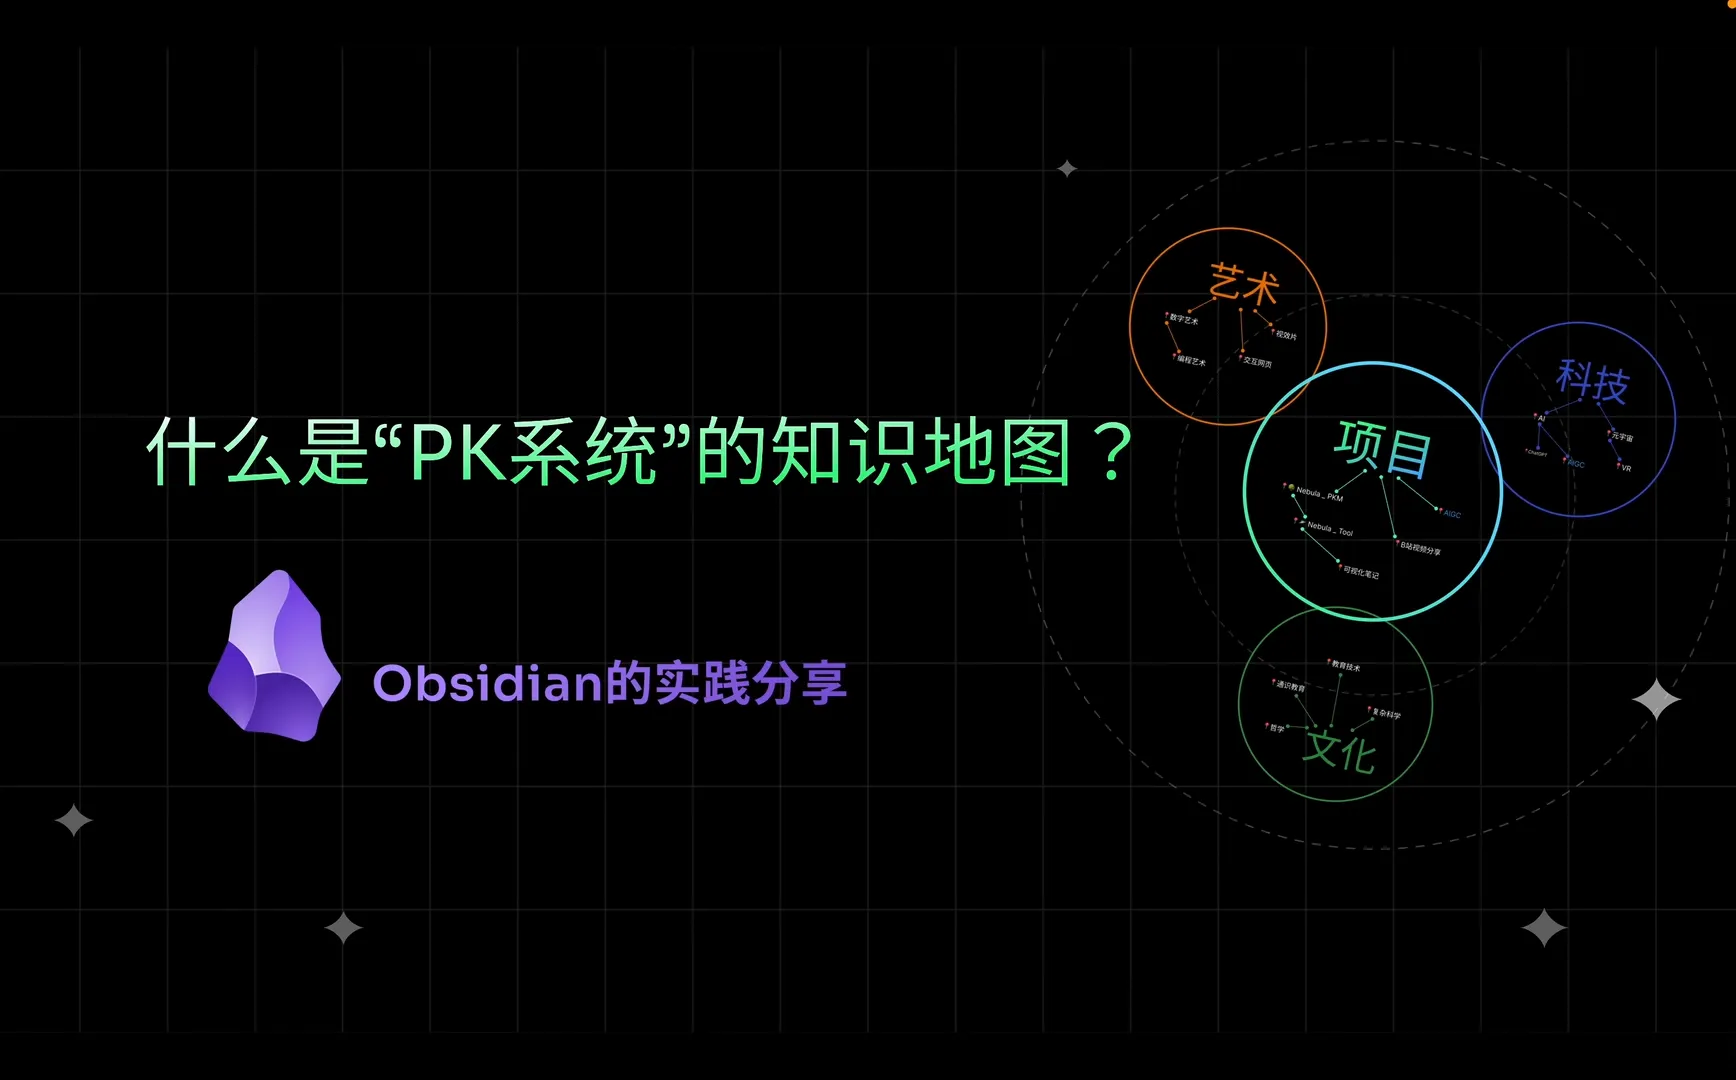 什么是“PK系统”的知识地图？
Obsidian的实践分享
艺术
数字艺术
视效片
编程艺术
交互网页
科技
AI
元宇宙
ChatGPT
AIGC
VR
项目
Nebula _ PKM
AIGC
Nebula _ Tool
B站视频分享
可视化笔记
教育技术
通识教育
复杂科学
哲学
文化